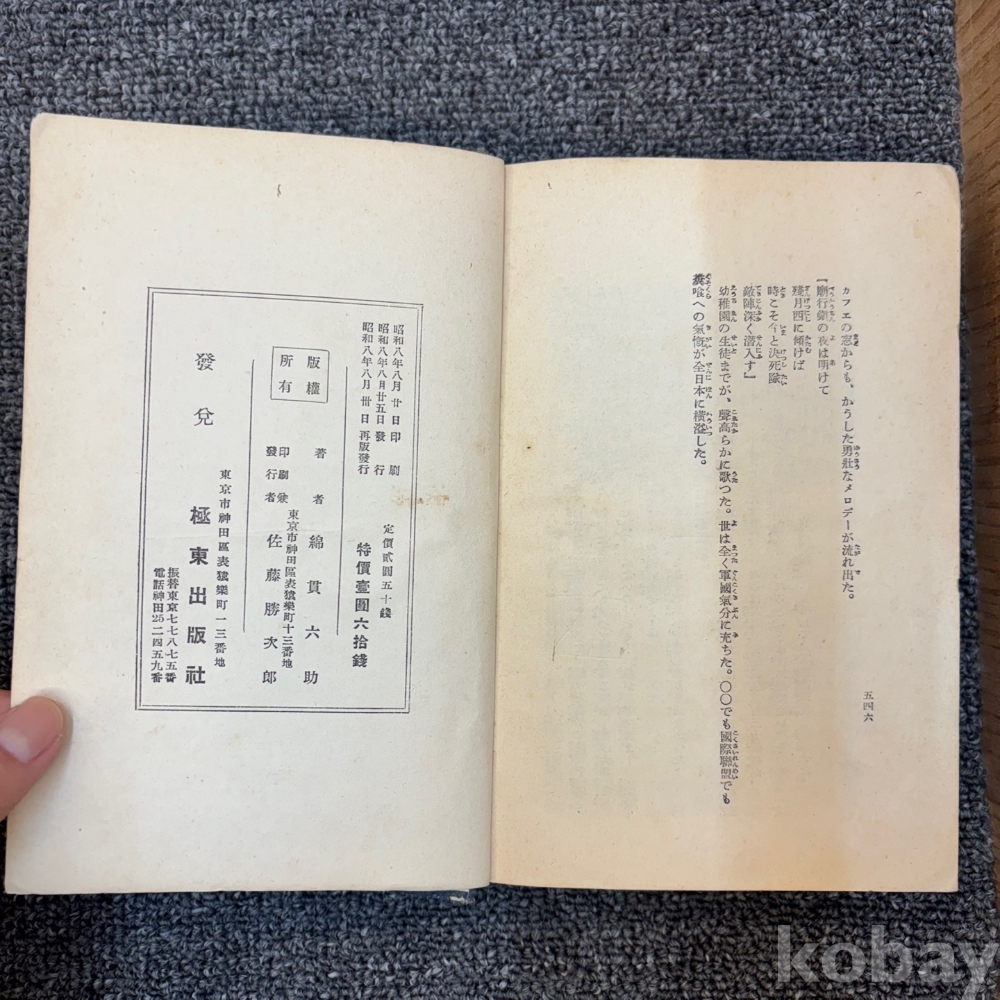 カフエの窓からも、かうした勇壯なメロデーが流れ出た。
『廟行鎭の夜は明けて
殘月西に傾けば
時こそ今と決死隊
敵陣深く潜入す』
幼稚園の生徒までが、聲高らかに歌つた。世は全く軍國氣分に充ちた。〇〇でも國際聯盟でも
糞喰への氣慨が全日本に横溢した。
五四六
昭和八年八月廿日印刷
昭和八年八月廿五日發行
昭和八年八月卅日再版發行
定價貳圓五十錢
特價壹圓六拾錢
版權
所有
著者 綿貫六助
東京市神田區表猿樂町十三番地
印刷兼
發行者 佐藤勝次郎
東京市神田區表猿樂町一三番地
發兌 極東出版社
振替東京七七八七五番
電話神田25二四五九番
kobay